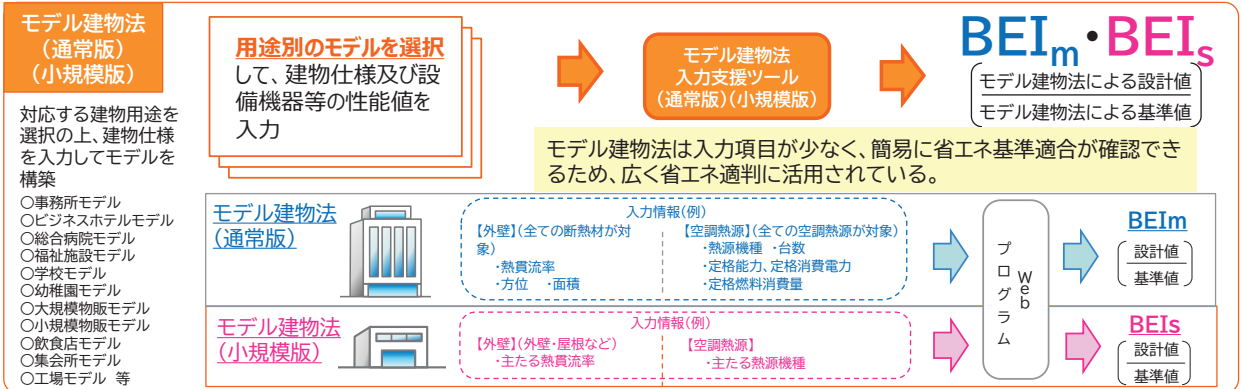 モデル建物法
(通常版)
(小規模版)
対応する建物用途を
選択の上、建物仕様
を入力してモデルを
構築
○事務所モデル
○ビジネスホテルモデル
○総合病院モデル
○福祉施設モデル
○学校モデル
○幼稚園モデル
○大規模物販モデル
○小規模物販モデル
○飲食店モデル
○集会所モデル
○工場モデル 等
用途別のモデルを選択
して、建物仕様及び設
備機器等の性能値を
入力
モデル建物法
入力支援ツール
(通常版)(小規模版)
BEIm・BEIs
モデル建物法による設計値
モデル建物法による基準値
モデル建物法は入力項目が少なく、簡易に省エネ基準適合が確認でき
るため、広く省エネ適判に活用されている。
モデル建物法
(通常版)
入力情報(例)
【外壁】(全ての断熱材が対
象)
・熱貫流率
・方位 ・面積
【空調熱源】(全ての空調熱源が対象)
・熱源機種 ・台数
・定格能力、定格消費電力
・定格燃料消費量
Webプログラム
BEIm
設計値
基準値
モデル建物法
(小規模版)
入力情報(例)
【外壁】(外壁・屋根など)
・主たる熱貫流率
【空調熱源】
・主たる熱源機種
BEIs
設計値
基準値